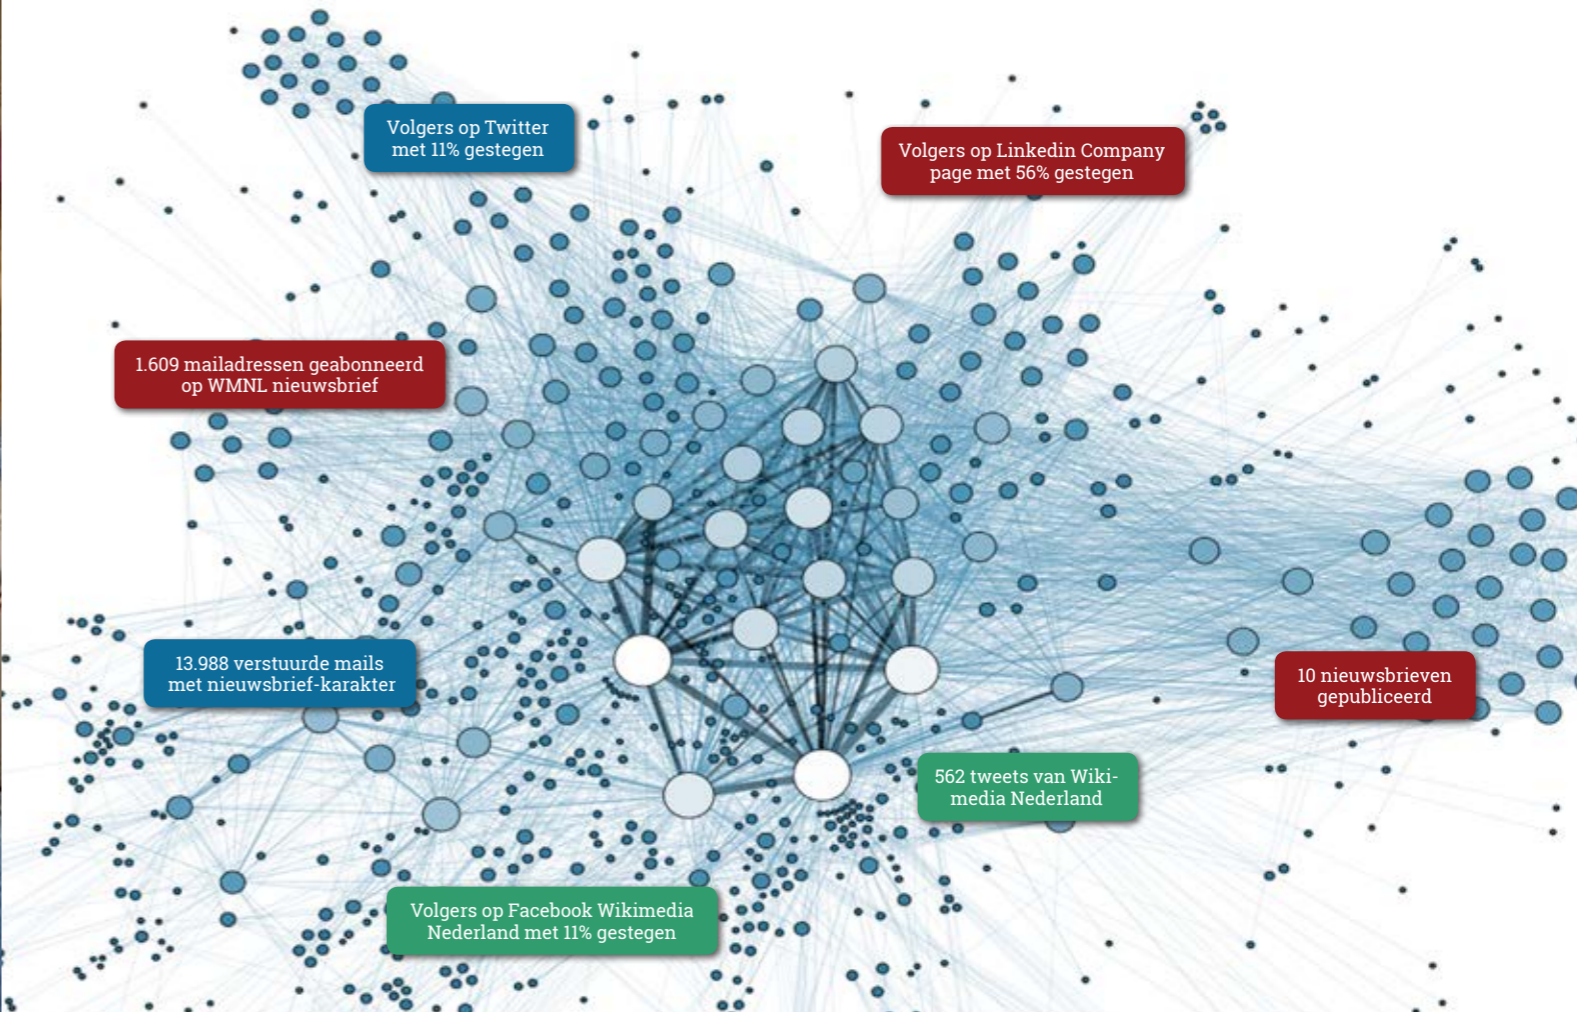 Volgers op Twitter
met 11% gestegen
Volgers op Linkedin Company
page met 56% gestegen
1.609 mailadressen geabonneerd
op WMNL nieuwsbrief
13.988 verstuurde mails
met nieuwsbrief-karakter
10 nieuwsbrieven
gepubliceerd
562 tweets van Wiki-
media Nederland
Volgers op Facebook Wikimedia
Nederland met 11% gestegen